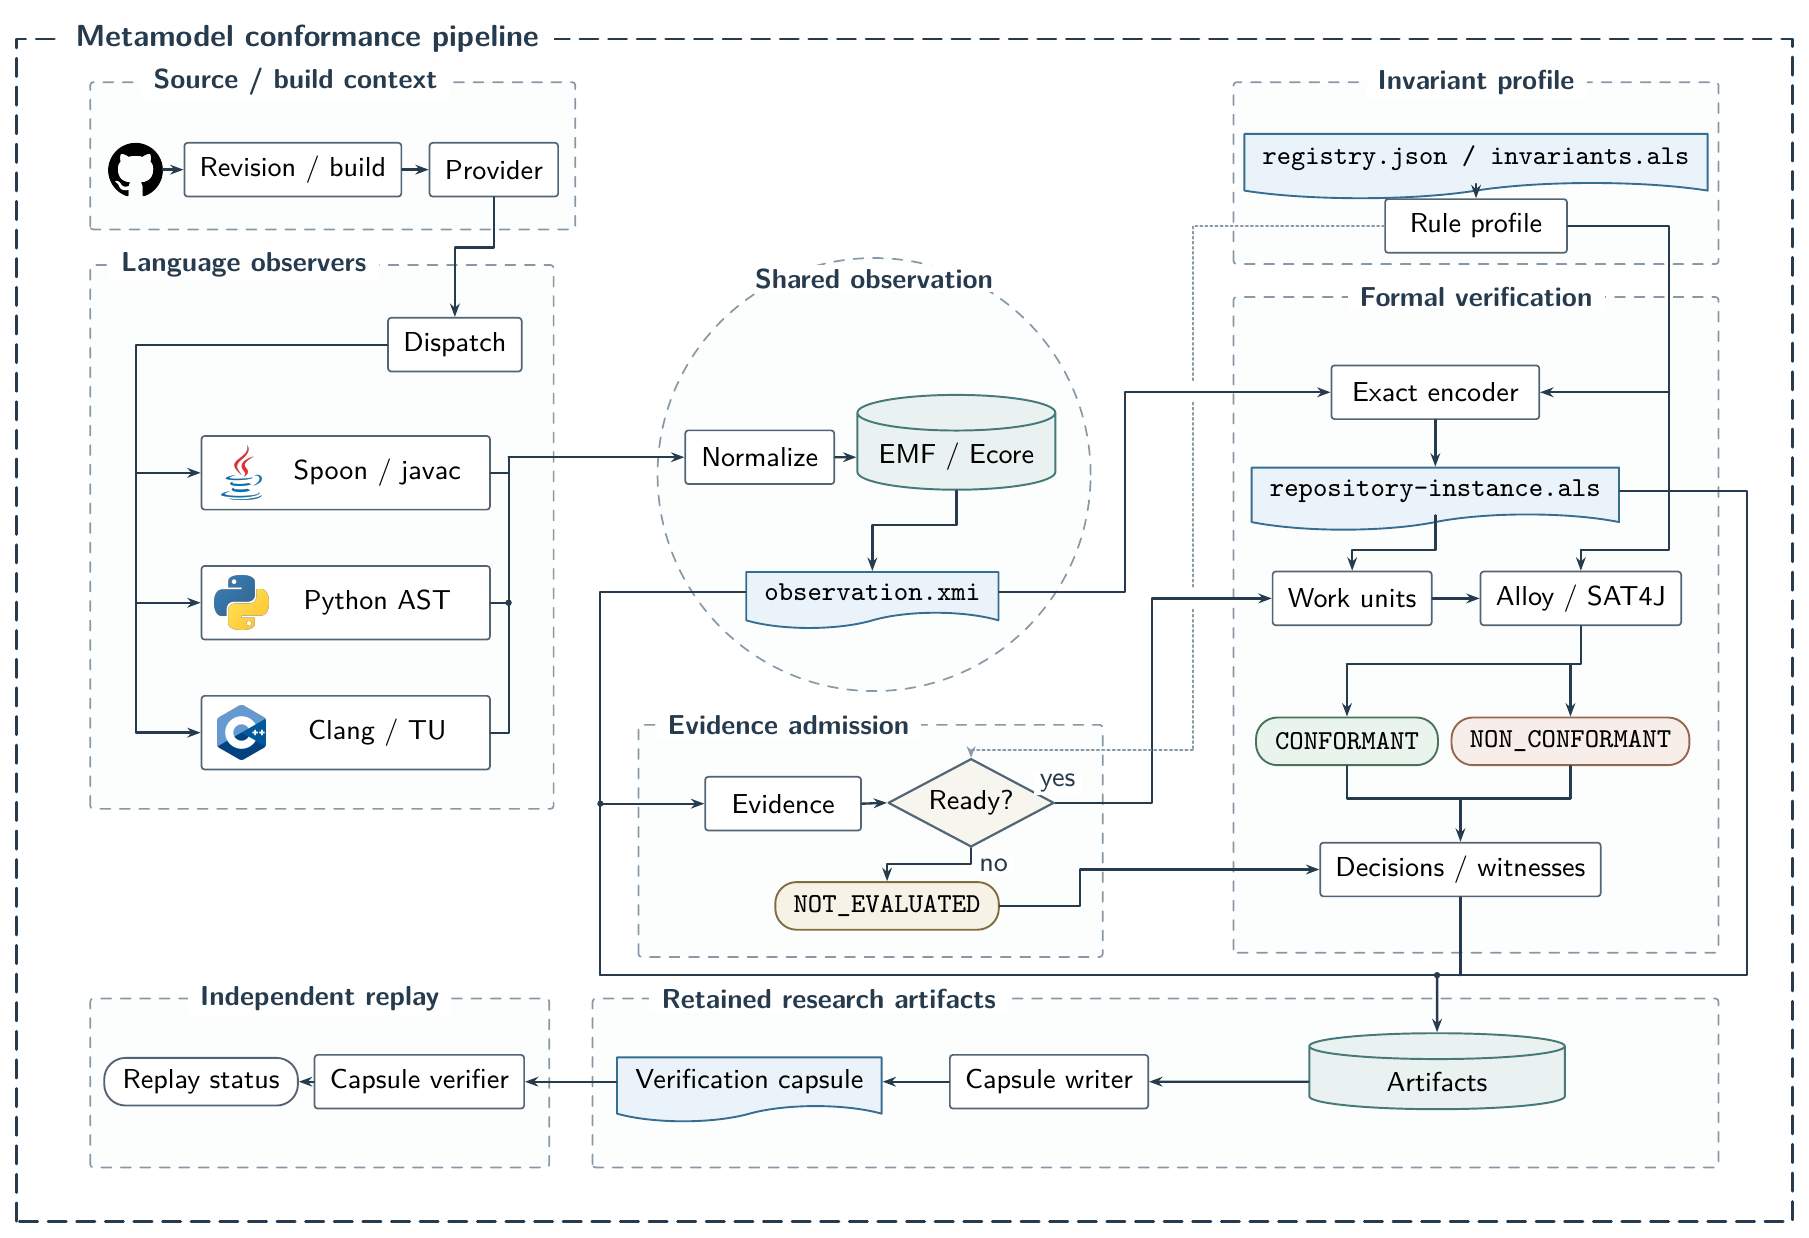 Metamodel conformance pipeline
Source / build context
Revision / build
Provider
Language observers
Dispatch
Spoon / javac
Python AST
C++
Clang / TU
Shared observation
Normalize
EMF / Ecore
observation.xmi
Evidence admission
Evidence
Ready?
yes
no
NOT_EVALUATED
Invariant profile
registry.json / invariants.als
Rule profile
Formal verification
Exact encoder
repository-instance.als
Work units
Alloy / SAT4J
CONFORMANT
NON_CONFORMANT
Decisions / witnesses
Independent replay
Replay status
Capsule verifier
Retained research artifacts
Verification capsule
Capsule writer
Artifacts